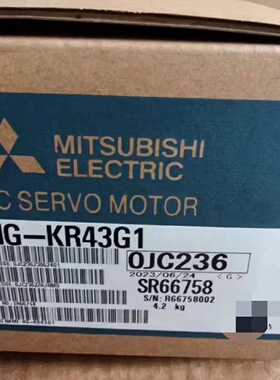 MITSUBISHI
ELECTRIC
C SERVO MOTOR
HG-KR43G1
0JC236
2023/06/24 <G>
SR66758
S/N: R66758002
4.2 kg